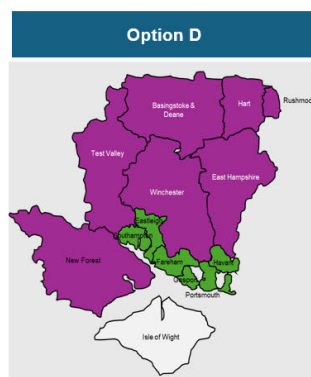 Option D
Basingstoke &
Deane
Hart
Rushmoo
Test Valley
East Hampshire
Winchester
Eastleigh
Southampton
New Forest
Fareham
Havant
Gosport
Portsmouth
Isle of Wight